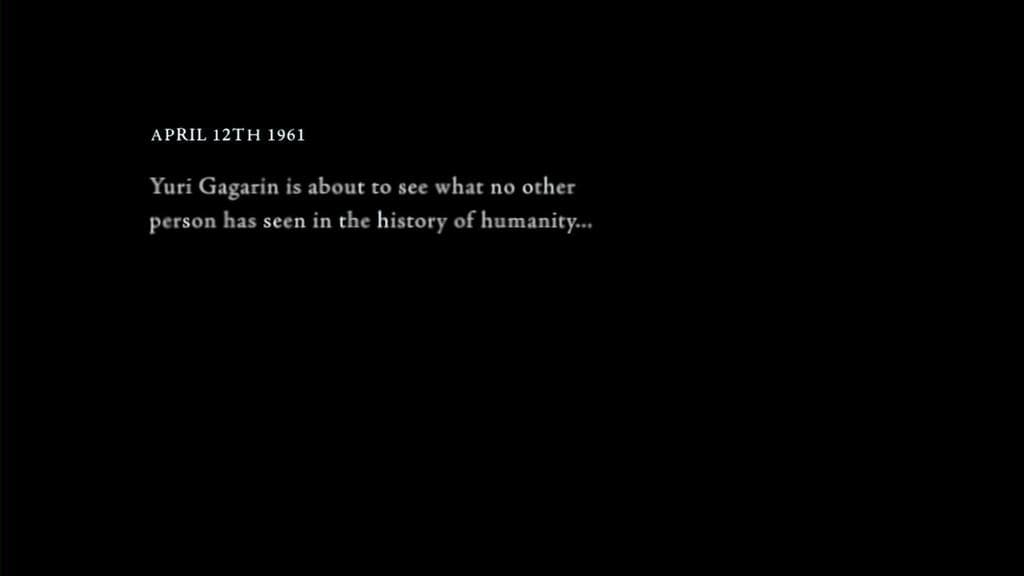 APRIL 12TH 1961
Yuri Gagarin is about to see what no other
person has seen in the history of humanity...